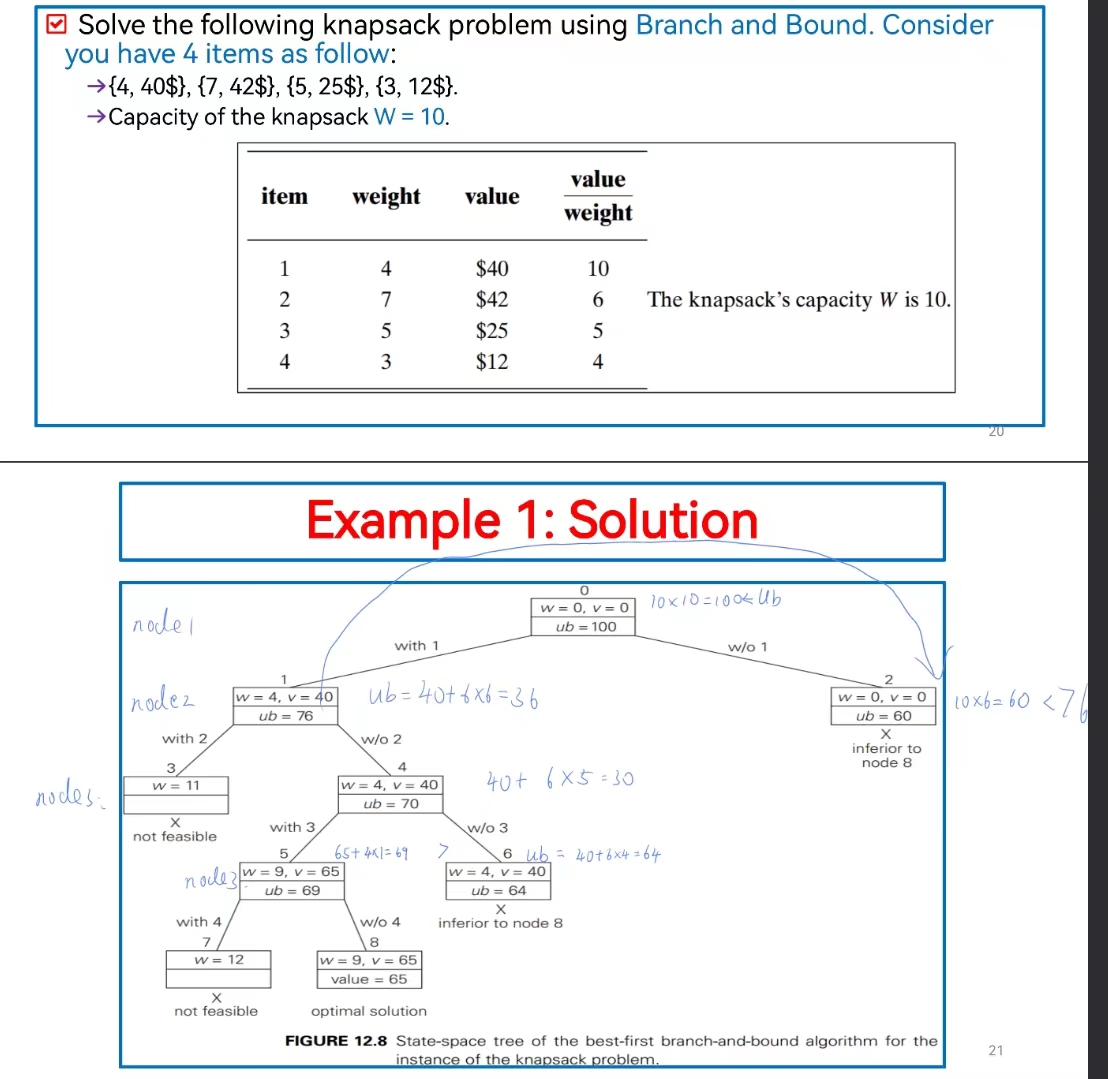 Solve the following knapsack problem using Branch and Bound. Consider
you have 4 items as follow:
→{4, 40$}, {7, 42$}, {5, 25$}, {3, 12$}.
→Capacity of the knapsack W = 10.
item weight value value/weight
1 4 $40 10
2 7 $42 6 The knapsack's capacity W is 10.
3 5 $25 5
4 3 $12 4
20
Example 1: Solution
0
node 1 w = 0, v = 0 10×10=100← Ub
ub = 100
with 1 w/o 1
1 2
node2 w = 4, v = 40 Ub = 40+6×6=36 w = 0, v = 0 10×6=60 <76
ub = 76 ub = 60
X
with 2 w/o 2 inferior to
node 8
3 4
nodes: w = 11 w = 4, v = 40 40+ 6×5=30
ub = 70
X
not feasible
with 3 w/o 3
5 65+4×1=69 > 6 Ub = 40+6×4=64
node3 w = 9, v = 65 w = 4, v = 40
ub = 69 ub = 64
X
with 4 w/o 4 inferior to node 8
7 8
w = 12 w = 9, v = 65
value = 65
X
not feasible optimal solution
FIGURE 12.8 State-space tree of the best-first branch-and-bound algorithm for the
instance of the knapsack problem.
21